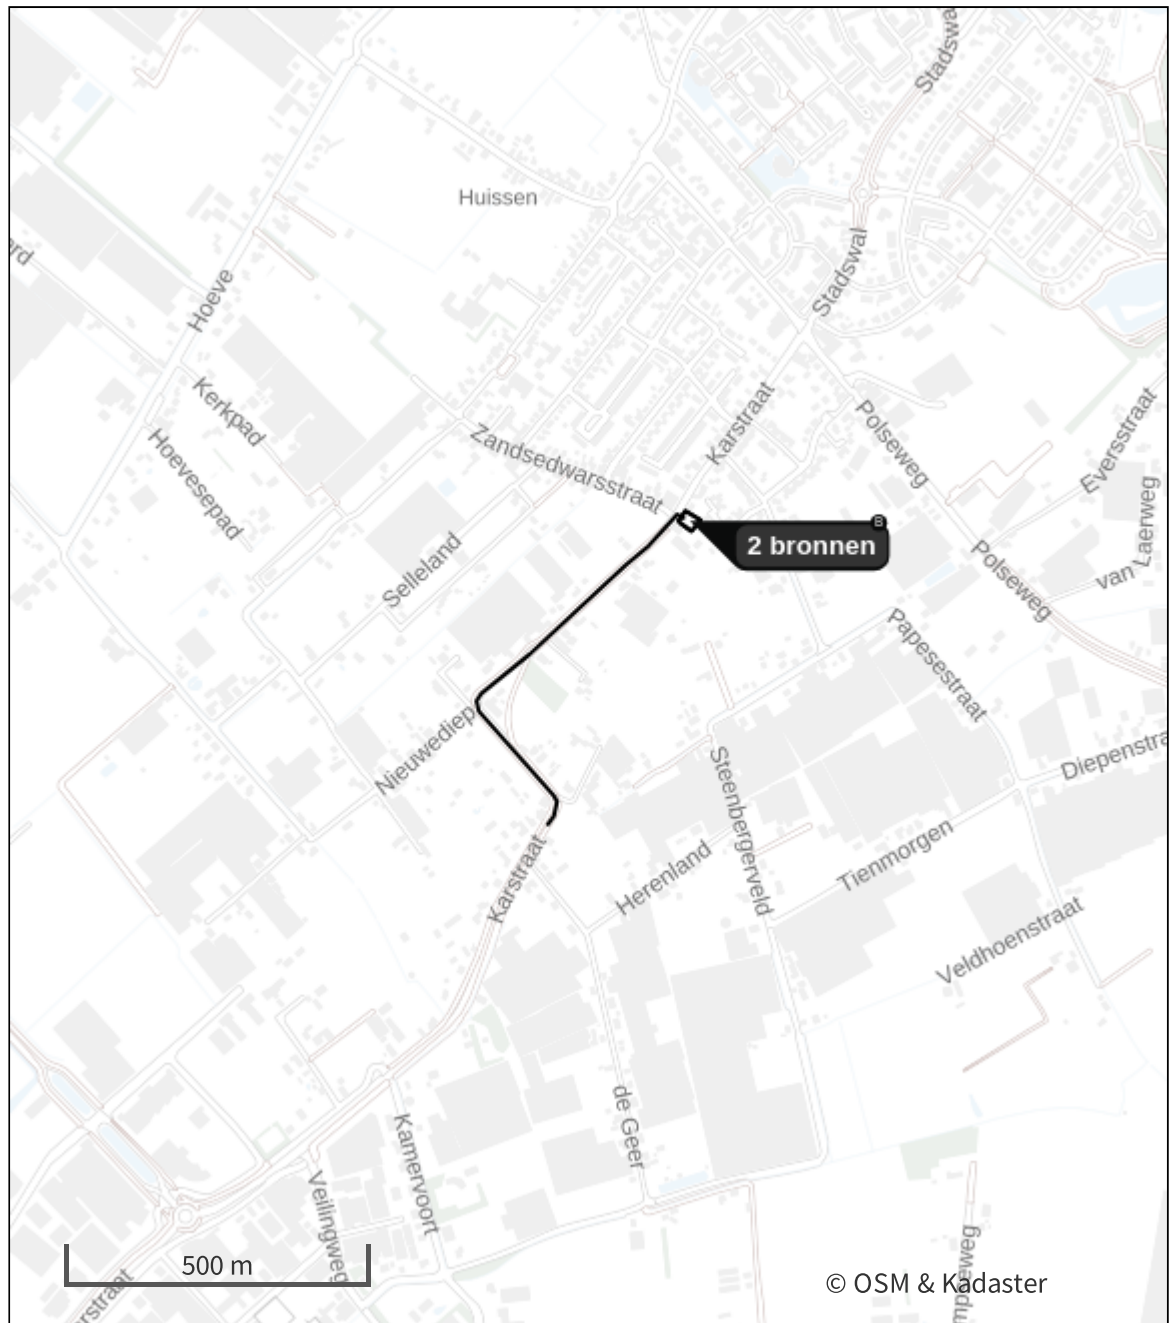 Stadswa
Huissen
Stadswal
Hoeve
Kerkpad
Hoevesepad
Zandsedwarsstraat
Karstraat
Polseweg
Eversstraat
van Laerweg
B
2 bronnen
Selleland
Polseweg
Papesestraat
Nieuwediep
Steenbergerveld
Diepenstra
Karstraat
Herenland
Tienmorgen
Veldhoenstraat
de Geer
Kamervoort
Veilingweg
500 m
© OSM & Kadaster